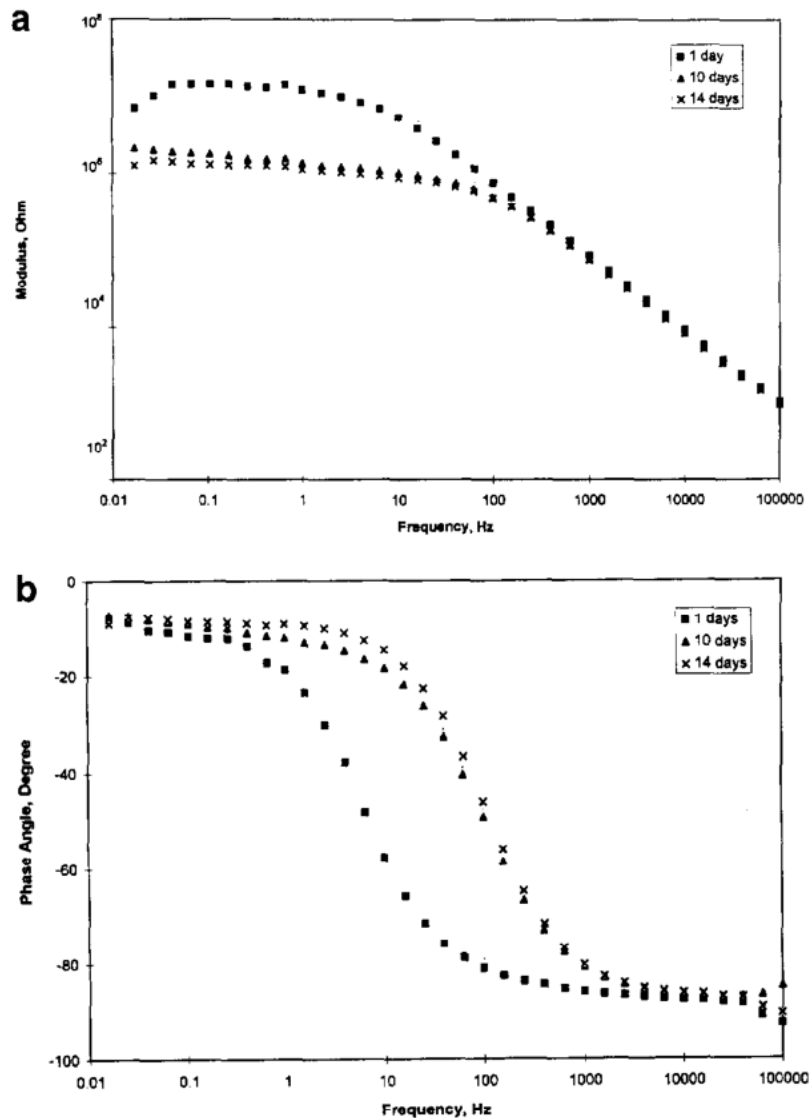 a
10⁸
1 day
10 days
14 days
10⁶
Modulus, Ohm
10⁴
10²
0.01 0.1 1 10 100 1000 10000 100000
Frequency, Hz
b
0
1 days
10 days
14 days
-20
-40
Phase Angle, Degree
-60
-80
-100
0.01 0.1 1 10 100 1000 10000 100000
Frequency, Hz